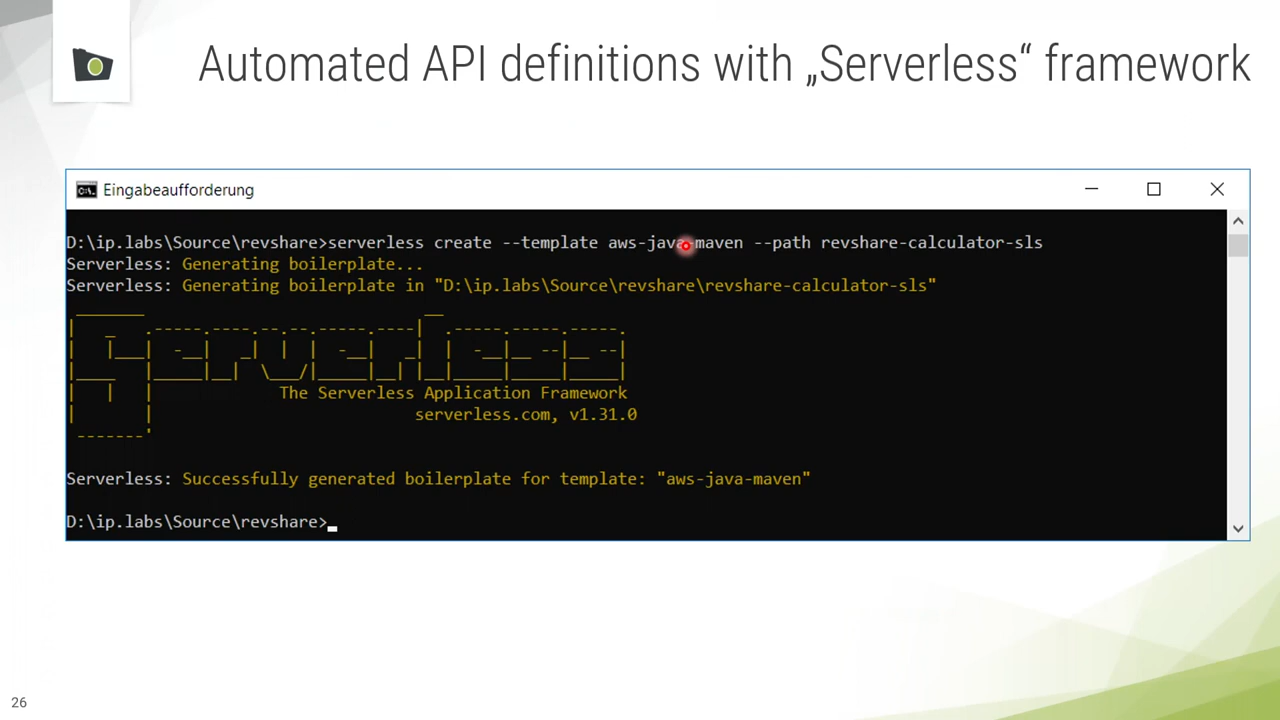 Automated API definitions with „Serverless“ framework
Eingabeaufforderung
D:\ip.labs\Source\revshare>serverless create --template aws-java-maven --path revshare-calculator-sls
Serverless: Generating boilerplate...
Serverless: Generating boilerplate in "D:\ip.labs\Source\revshare\revshare-calculator-sls"
Serverless
The Serverless Application Framework
serverless.com, v1.31.0
Serverless: Successfully generated boilerplate for template: "aws-java-maven"
D:\ip.labs\Source\revshare>
26